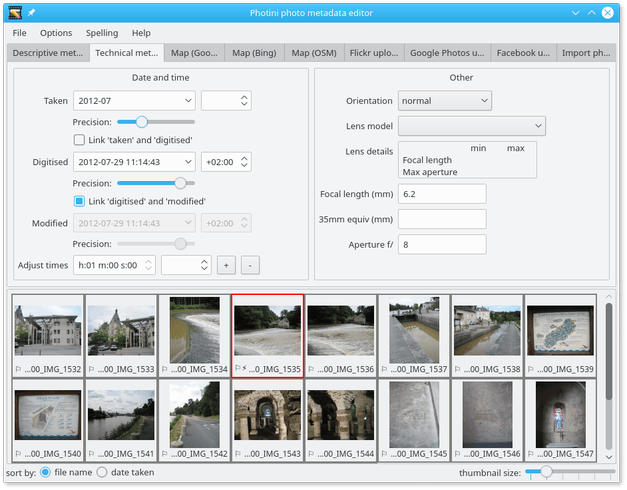 Photini photo metadata editor
File Options Spelling Help
Descriptive met... Technical met... Map (Goo... Map (Bing) Map (OSM) Flickr uplo... Google Photos u... Facebook u... Import ph...
Date and time Other
Taken 2012-07 Orientation normal
Precision: Lens model
Link 'taken' and 'digitised'
Lens details min max
Focal length
Max aperture
Digitised 2012-07-29 11:14:43 +02:00
Precision: Focal length (mm) 6.2
Link 'digitised' and 'modified'
Modified 2012-07-29 11:14:43 +02:00 35mm equiv (mm)
Precision: Aperture f/ 8
Adjust times h:01 m:00 s:00 + -
...00_IMG_1532 ...00_IMG_1533 ...00_IMG_1534 ...0_IMG_1535 ...00_IMG_1536 ...00_IMG_1537 ...00_IMG_1538 ...00_IMG_1539
...00_IMG_1540 ...00_IMG_1541 ...00_IMG_1542 ...00_IMG_1543 ...00_IMG_1544 ...00_IMG_1545 ...00_IMG_1546 ...00_IMG_1547
sort by: file name date taken thumbnail size: